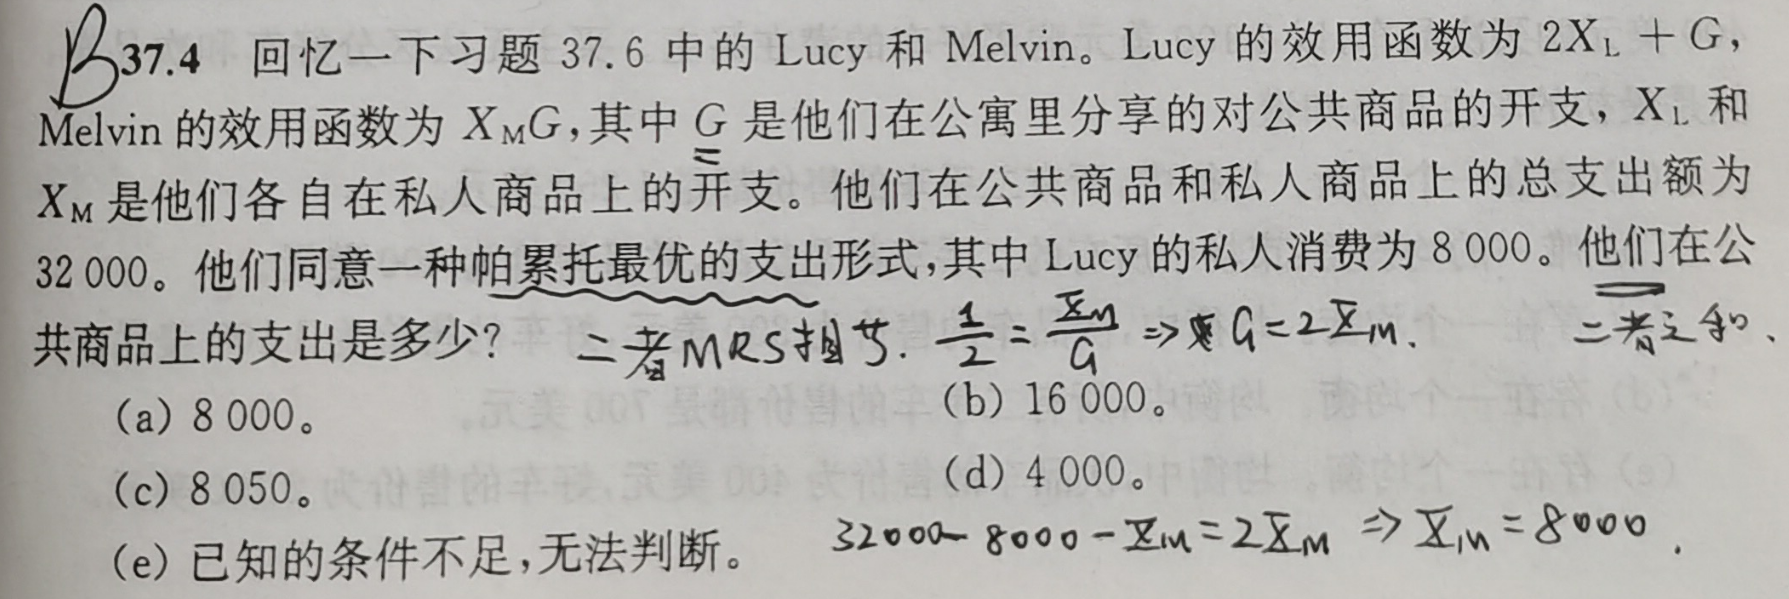 B 37.4 回忆一下习题 37.6 中的 Lucy 和 Melvin。Lucy 的效用函数为 2X_L + G,
Melvin 的效用函数为 X_M G,其中 G 是他们在公寓里分享的对公共商品的开支, X_L 和
X_M 是他们各自在私人商品上的开支。他们在公共商品和私人商品上的总支出额为
32 000。他们同意一种帕累托最优的支出形式,其中 Lucy 的私人消费为 8 000。他们在公
共商品上的支出是多少? 二者MRS相等. 1/2 = X_M/G ⇒ G = 2X_M. 二者之和.
(a) 8 000。 (b) 16 000。
(c) 8 050。 (d) 4 000。
(e) 已知的条件不足,无法判断。 32000 - 8000 - X_M = 2X_M ⇒ X_M = 8000.